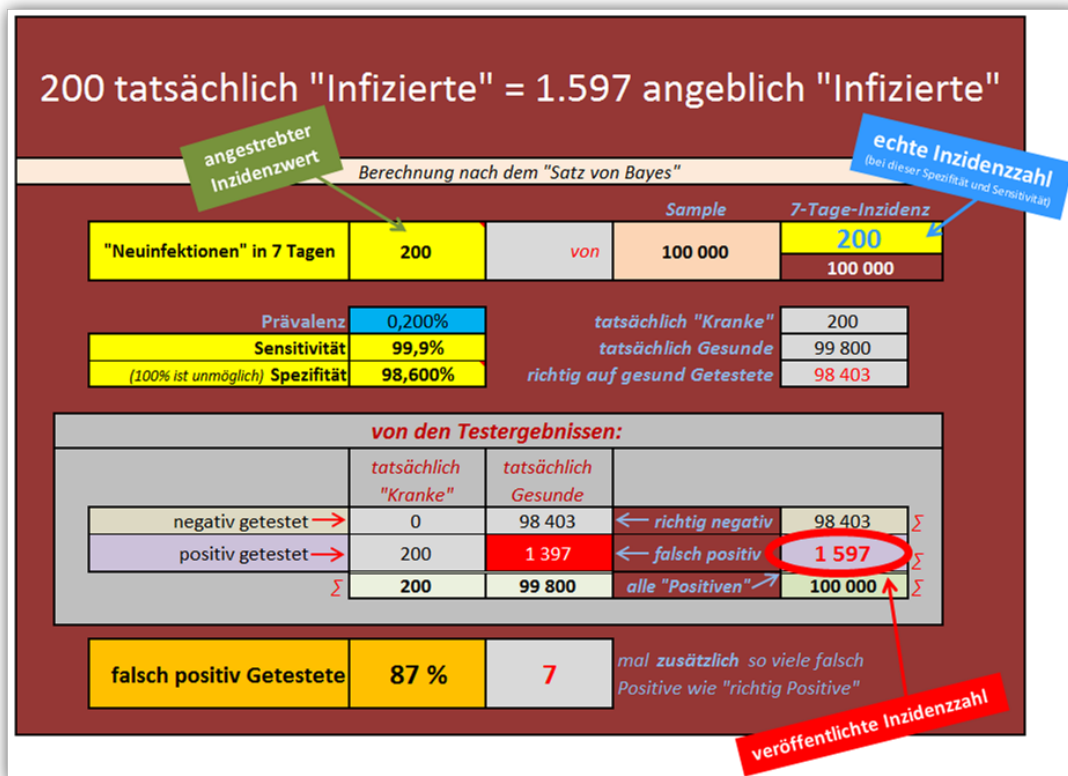 200 tatsächlich "Infizierte" = 1.597 angeblich "Infizierte"
angestrebter
Inzidenzwert
echte Inzidenzzahl
(bei dieser Spezifität und Sensitivität)
Berechnung nach dem "Satz von Bayes"
Sample 7-Tage-Inzidenz
"Neuinfektionen" in 7 Tagen 200 von 100 000 200
100 000
Prävalenz 0,200% tatsächlich "Kranke" 200
Sensitivität 99,9% tatsächlich Gesunde 99 800
(100% ist unmöglich) Spezifität 98,600% richtig auf gesund Getestete 98 403
von den Testergebnissen:
tatsächlich tatsächlich
"Kranke" Gesunde
negativ getestet 0 98 403 richtig negativ 98 403 Σ
positiv getestet 200 1 397 falsch positiv 1 597 Σ
Σ 200 99 800 alle "Positiven" 100 000 Σ
falsch positiv Getestete 87 % 7 mal zusätzlich so viele falsch
Positive wie "richtig Positive"
veröffentlichte Inzidenzzahl